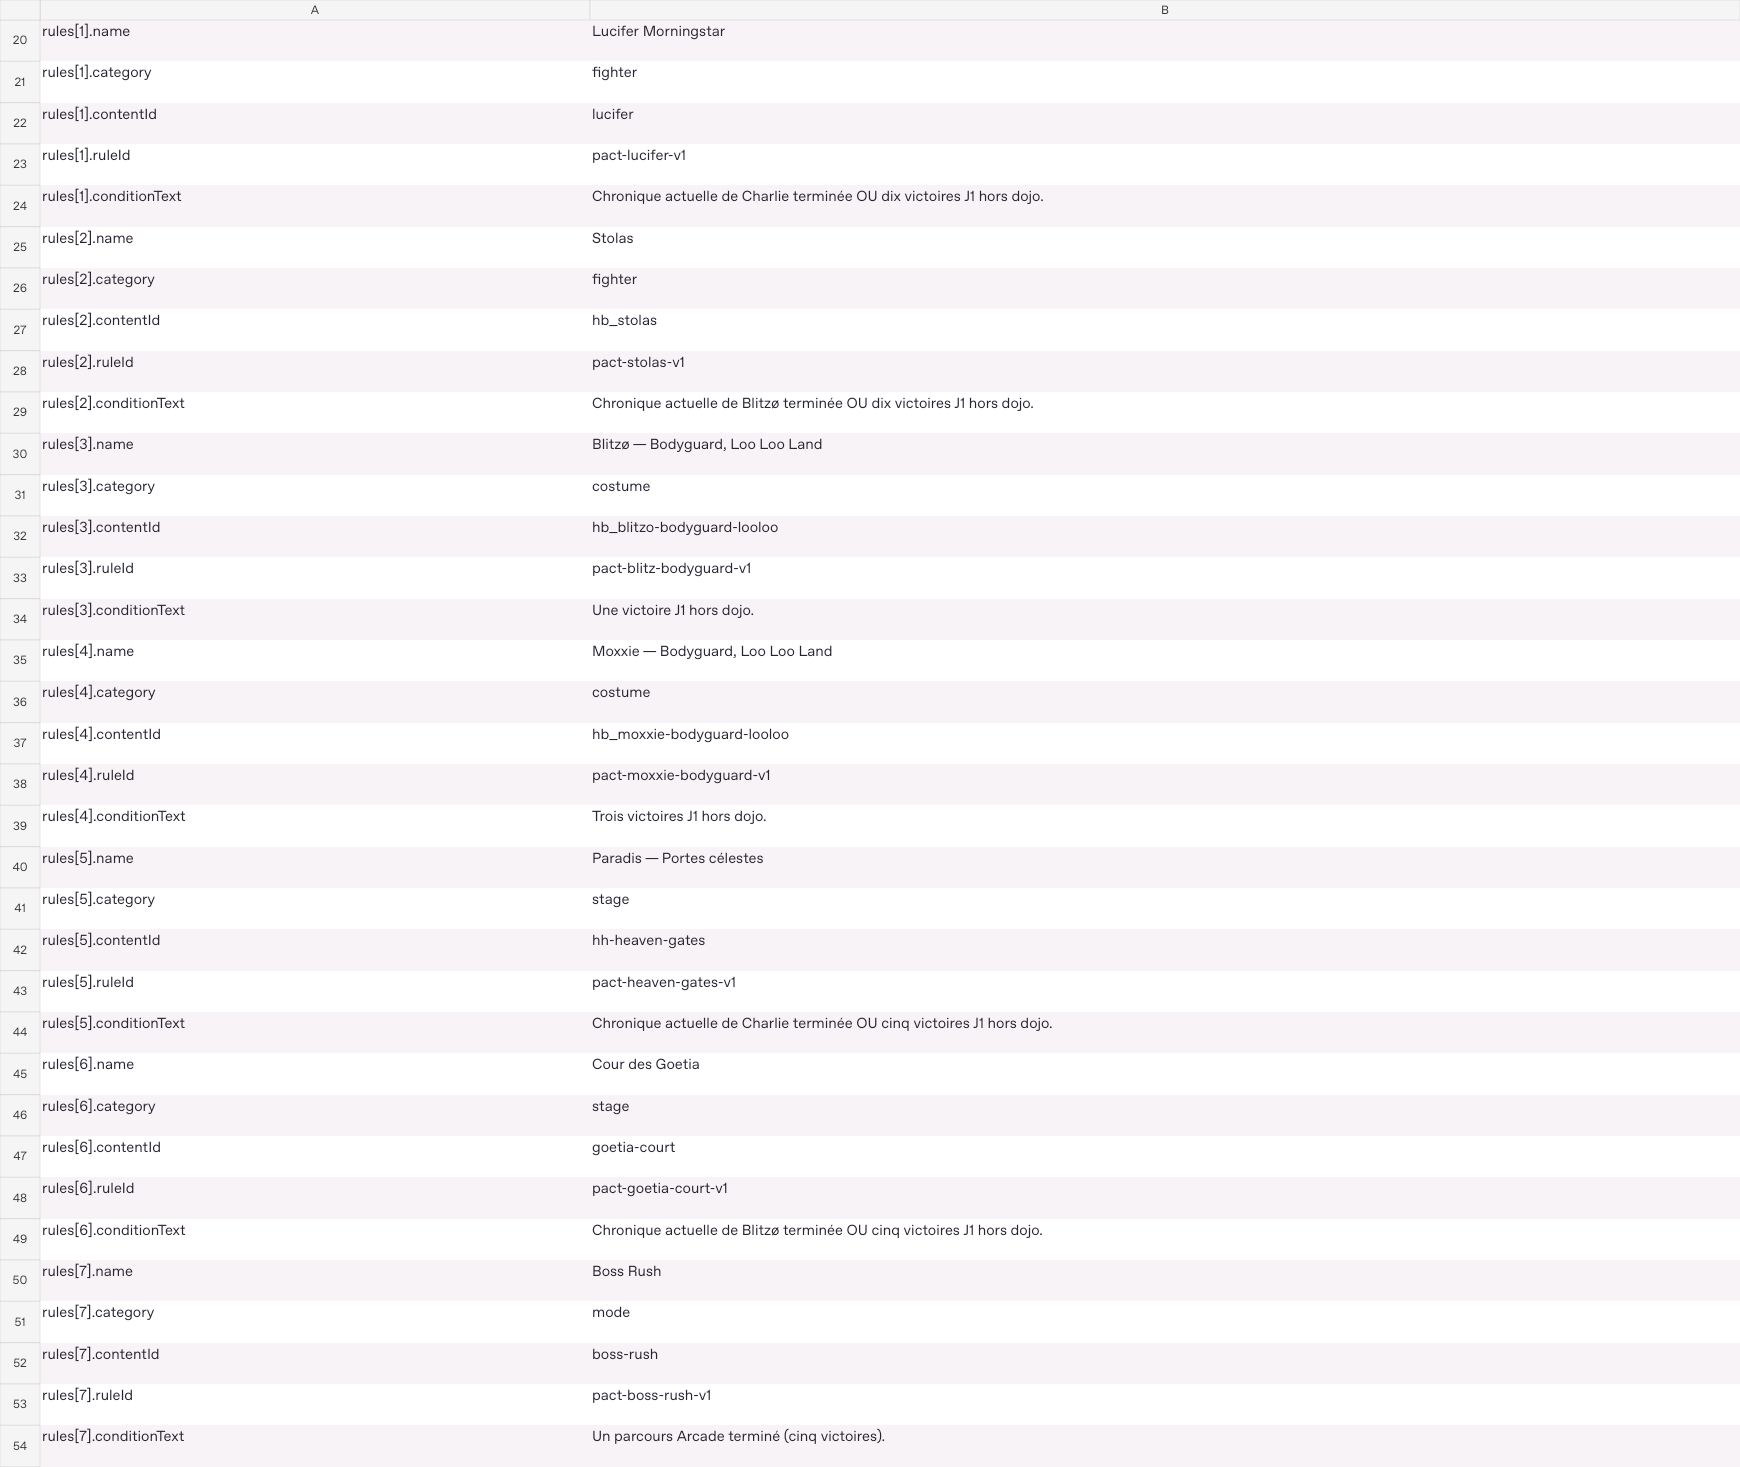 A B
20 rules[1].name Lucifer Morningstar
21 rules[1].category fighter
22 rules[1].contentId lucifer
23 rules[1].ruleId pact-lucifer-v1
24 rules[1].conditionText Chronique actuelle de Charlie terminée OU dix victoires J1 hors dojo.
25 rules[2].name Stolas
26 rules[2].category fighter
27 rules[2].contentId hb_stolas
28 rules[2].ruleId pact-stolas-v1
29 rules[2].conditionText Chronique actuelle de Blitzø terminée OU dix victoires J1 hors dojo.
30 rules[3].name Blitzø — Bodyguard, Loo Loo Land
31 rules[3].category costume
32 rules[3].contentId hb_blitzo-bodyguard-looloo
33 rules[3].ruleId pact-blitz-bodyguard-v1
34 rules[3].conditionText Une victoire J1 hors dojo.
35 rules[4].name Moxxie — Bodyguard, Loo Loo Land
36 rules[4].category costume
37 rules[4].contentId hb_moxxie-bodyguard-looloo
38 rules[4].ruleId pact-moxxie-bodyguard-v1
39 rules[4].conditionText Trois victoires J1 hors dojo.
40 rules[5].name Paradis — Portes célestes
41 rules[5].category stage
42 rules[5].contentId hh-heaven-gates
43 rules[5].ruleId pact-heaven-gates-v1
44 rules[5].conditionText Chronique actuelle de Charlie terminée OU cinq victoires J1 hors dojo.
45 rules[6].name Cour des Goetia
46 rules[6].category stage
47 rules[6].contentId goetia-court
48 rules[6].ruleId pact-goetia-court-v1
49 rules[6].conditionText Chronique actuelle de Blitzø terminée OU cinq victoires J1 hors dojo.
50 rules[7].name Boss Rush
51 rules[7].category mode
52 rules[7].contentId boss-rush
53 rules[7].ruleId pact-boss-rush-v1
54 rules[7].conditionText Un parcours Arcade terminé (cinq victoires).